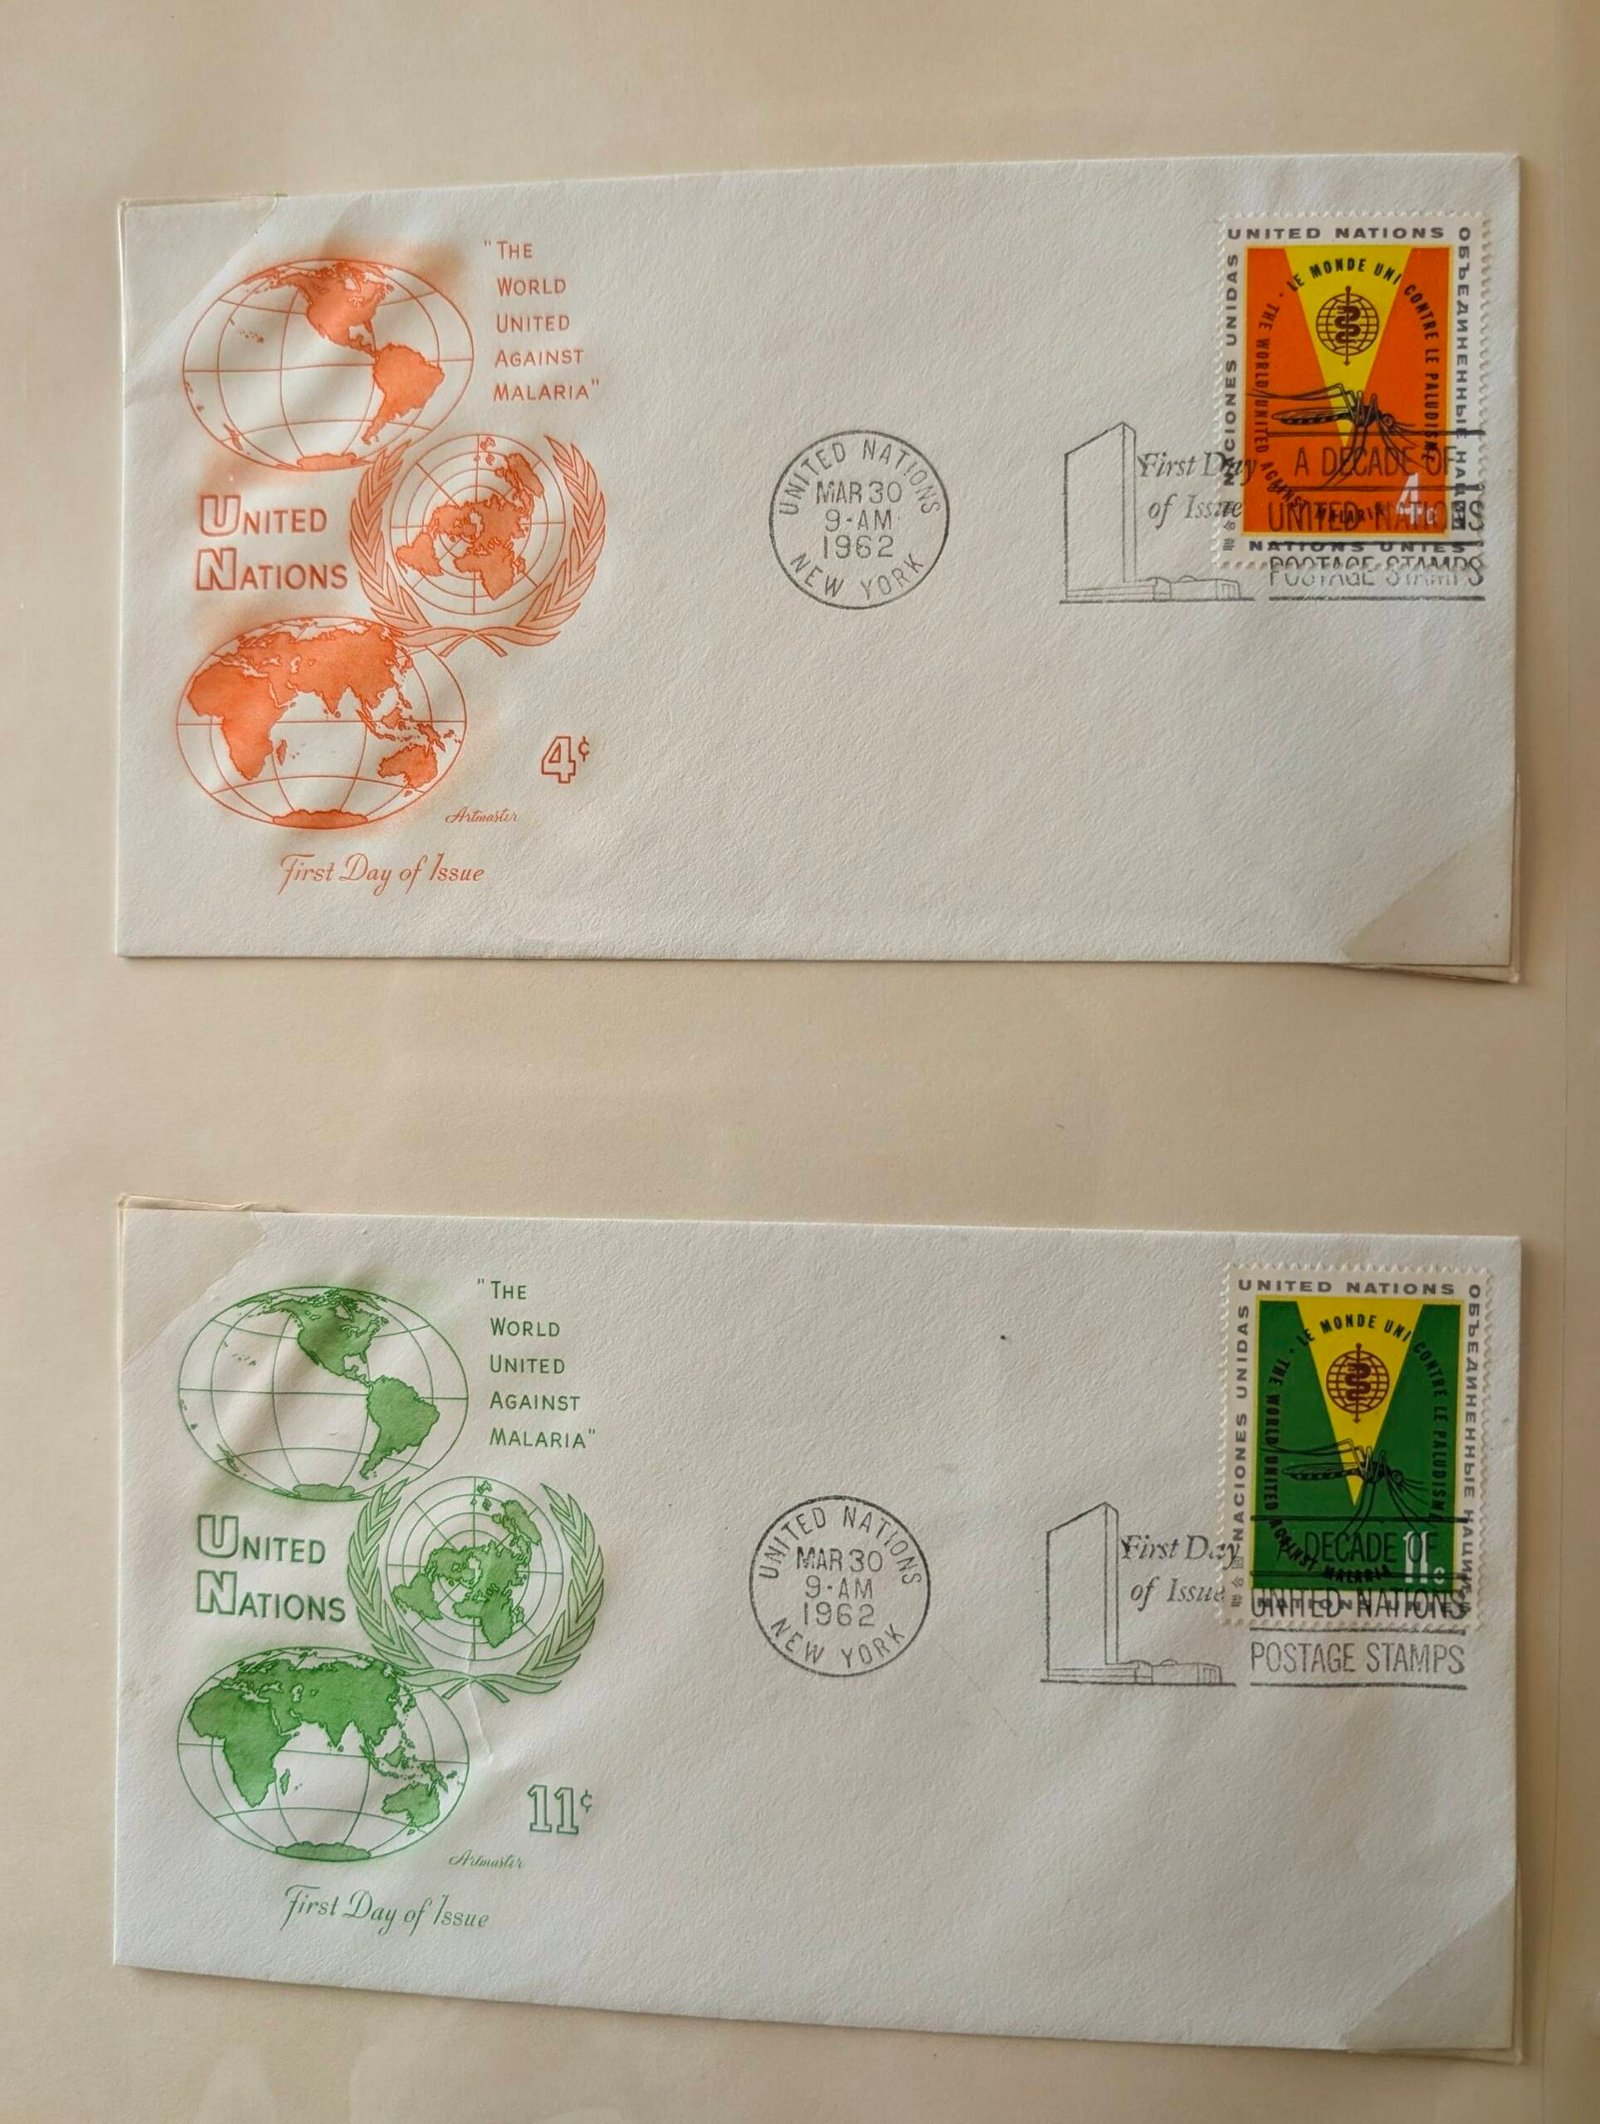 "THE
WORLD
UNITED
AGAINST
MALARIA"
UNITED
NATIONS
4¢
Artmaster
First Day of Issue
UNITED NATIONS
MAR 30
9-AM
1962
NEW YORK
First Day
of Issue
A DECADE OF
UNITED NATIONS
POSTAGE STAMPS
UNITED NATIONS
ОБЪЕДИНЕННЫЕ НАЦИИ
NACIONES UNIDAS
NATIONS UNIES
LE MONDE UNI CONTRE LE PALUDISME
THE WORLD UNITED AGAINST MALARIA
4c
"THE
WORLD
UNITED
AGAINST
MALARIA"
UNITED
NATIONS
11¢
Artmaster
First Day of Issue
UNITED NATIONS
MAR 30
9-AM
1962
NEW YORK
First Day
of Issue
A DECADE OF
UNITED NATIONS
POSTAGE STAMPS
UNITED NATIONS
ОБЪЕДИНЕННЫЕ НАЦИИ
NACIONES UNIDAS
NATIONS UNIES
LE MONDE UNI CONTRE LE PALUDISME
THE WORLD UNITED AGAINST MALARIA
11c